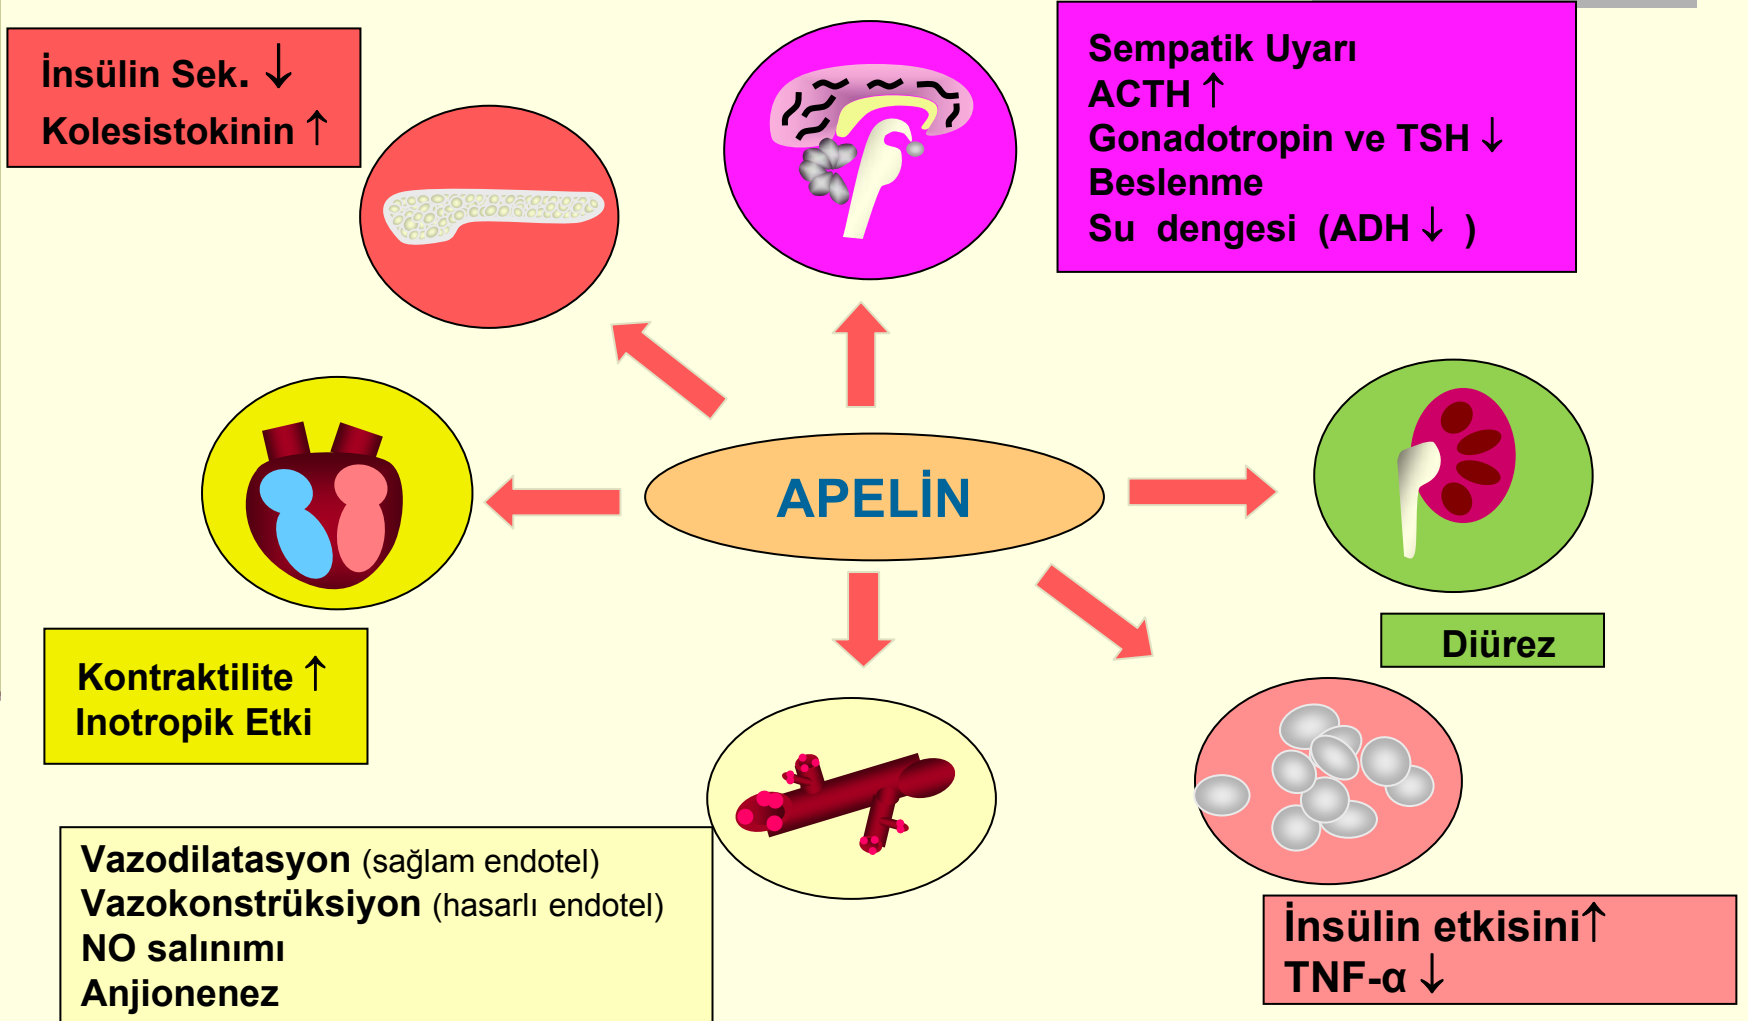 İnsülin Sek. ↓
Kolesistokinin ↑
Sempatik Uyarı
ACTH ↑
Gonadotropin ve TSH ↓
Beslenme
Su dengesi (ADH ↓ )
APELİN
Diürez
Kontraktilite ↑
Inotropik Etki
Vazodilatasyon (sağlam endotel)
Vazokonstrüksiyon (hasarlı endotel)
NO salınımı
Anjionenez
İnsülin etkisini↑
TNF-α ↓